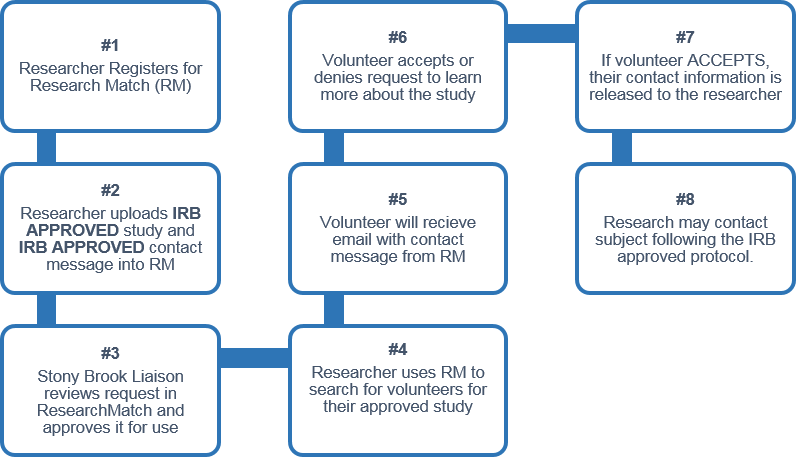 #1
Researcher Registers for
Research Match (RM)
#2
Researcher uploads IRB
APPROVED study and
IRB APPROVED contact
message into RM
#3
Stony Brook Liaison
reviews request in
ResearchMatch and
approves it for use
#4
Researcher uses RM to
search for volunteers for
their approved study
#5
Volunteer will recieve
email with contact
message from RM
#6
Volunteer accepts or
denies request to learn
more about the study
#7
If volunteer ACCEPTS,
their contact information is
released to the researcher
#8
Research may contact
subject following the IRB
approved protocol.